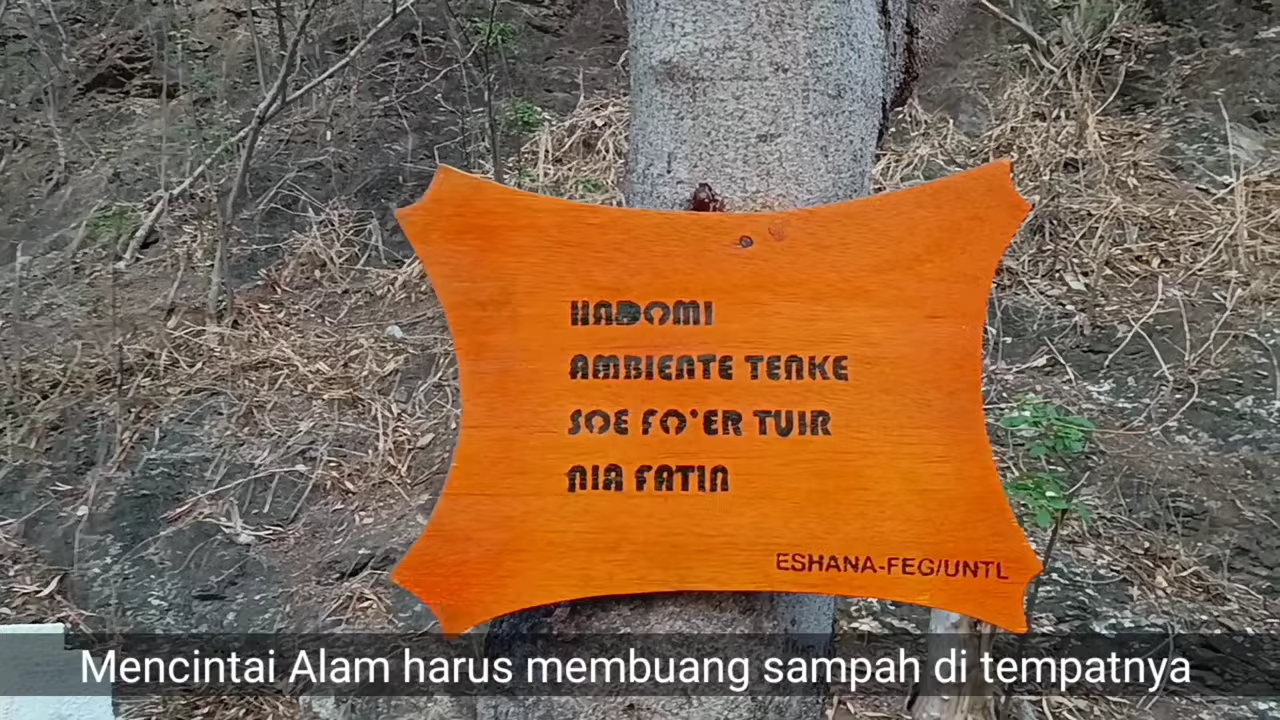 HADOMI
AMBIENTE TENKE
SOE FO'ER TUIR
NIA FATIN
ESHANA-FEG/UNTL
Mencintai Alam harus membuang sampah di tempatnya